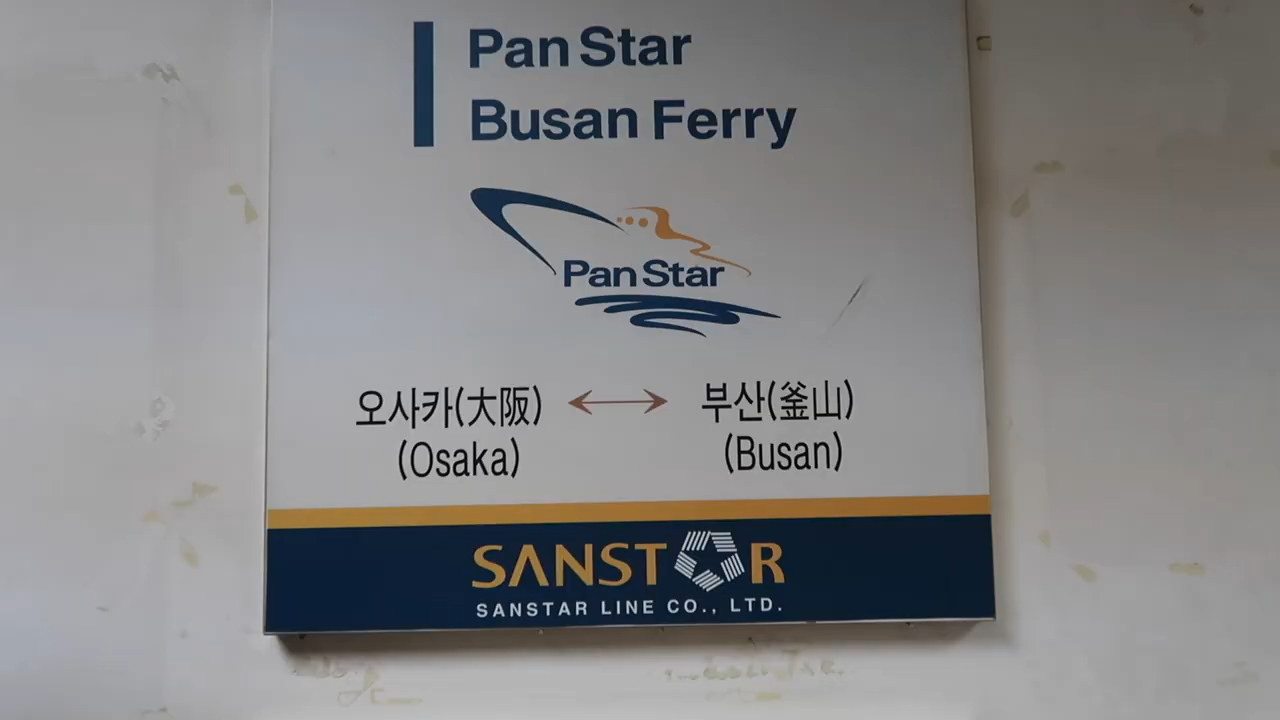 Pan Star
Busan Ferry
Pan Star
오사카(大阪) ↔ 부산(釜山)
(Osaka) (Busan)
SANSTAR
SANSTAR LINE CO., LTD.